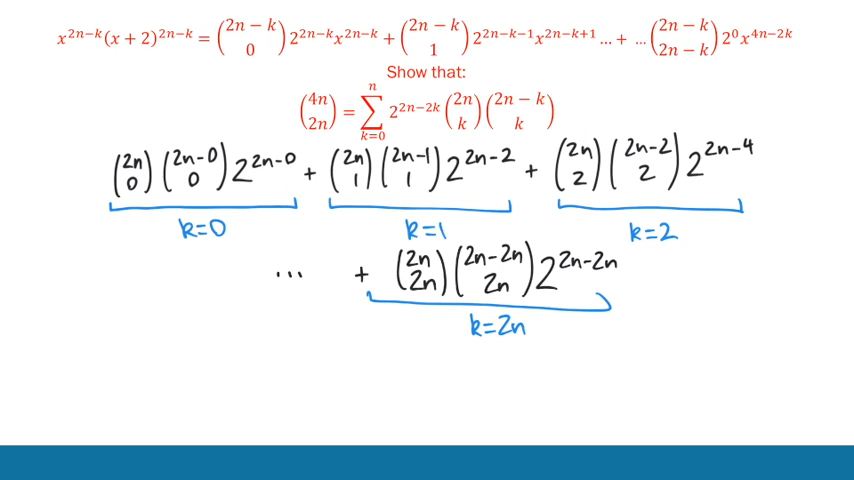 x^{2n−k}(x + 2)^{2n−k} = \binom{2n − k}{0} 2^{2n−k}x^{2n−k} + \binom{2n − k}{1} 2^{2n−k−1}x^{2n−k+1} … + … \binom{2n − k}{2n − k} 2^0 x^{4n−2k}
Show that:
\binom{4n}{2n} = \sum_{k=0}^{n} 2^{2n−2k} \binom{2n}{k} \binom{2n − k}{k}
\binom{2n}{0} \binom{2n−0}{0} 2^{2n−0} + \binom{2n}{1} \binom{2n−1}{1} 2^{2n−2} + \binom{2n}{2} \binom{2n−2}{2} 2^{2n−4}
k=0 k=1 k=2
... + \binom{2n}{2n} \binom{2n−2n}{2n} 2^{2n−2n}
k=2n